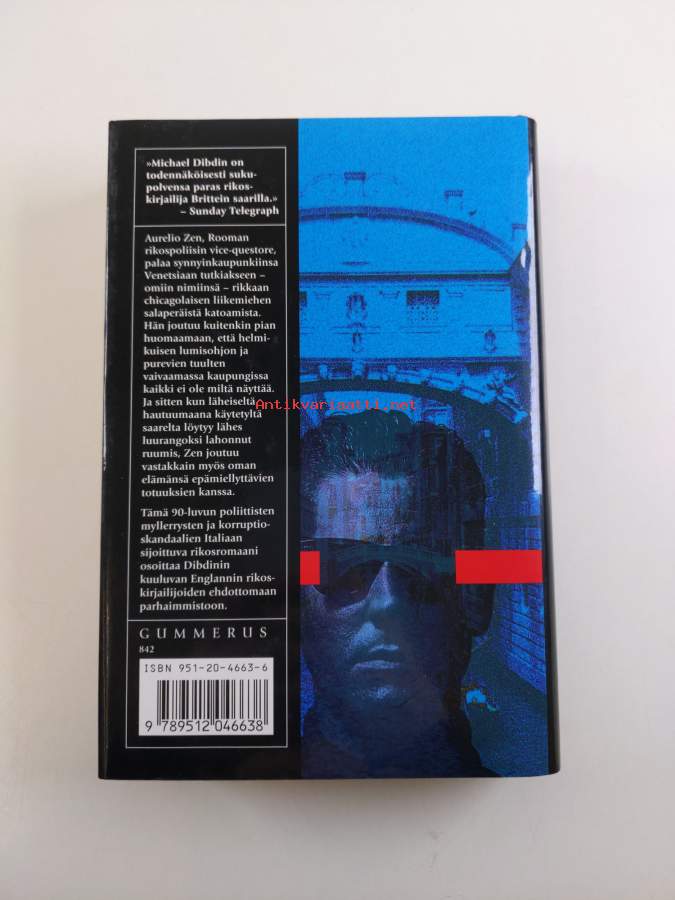 »Michael Dibdin on
todennäköisesti suku-
polvensa paras rikos-
kirjailija Brittein saarilla.»
– Sunday Telegraph
Aurelio Zen, Rooman
rikospoliisin vice-questore,
palaa synnyinkaupunkiinsa
Venetsiaan tutkiakseen –
omiin nimiinsä – rikkaan
chicagolaisen liikemiehen
salaperäistä katoamista.
Hän joutuu kuitenkin pian
huomaamaan, että helmi-
kuisen lumisohjon ja
purevien tuulten
vaivaamassa kaupungissa
kaikki ei ole miltä näyttää.
Ja sitten kun läheiseltä
hautuumaana käytetyltä
saarelta löytyy lähes
luurangoksi lahonnut
ruumis, Zen joutuu
vastakkain myös oman
elämänsä epämiellyttävien
totuuksien kanssa.
Tämä 90-luvun poliittisten
myllerrysten ja korruptio-
skandaalien Italiaan
sijoittuva rikosromaani
osoittaa Dibdinin
kuuluvan Englannin rikos-
kirjailijoiden ehdottomaan
parhaimmistoon.
GUMMERUS
842
ISBN 951-20-4663-6
9 789512 046638
Antikvariaatti.net